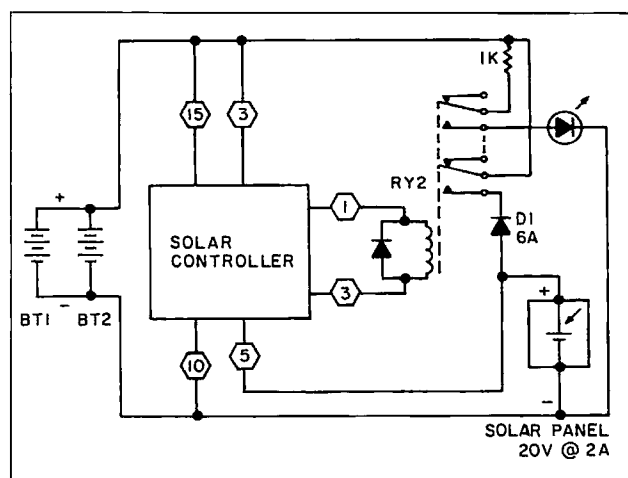 1K
15
3
RY2
1
+
SOLAR
CONTROLLER
D1
6A
3
+
-
BT1
BT2
10
5
-
SOLAR PANEL
20V @ 2A